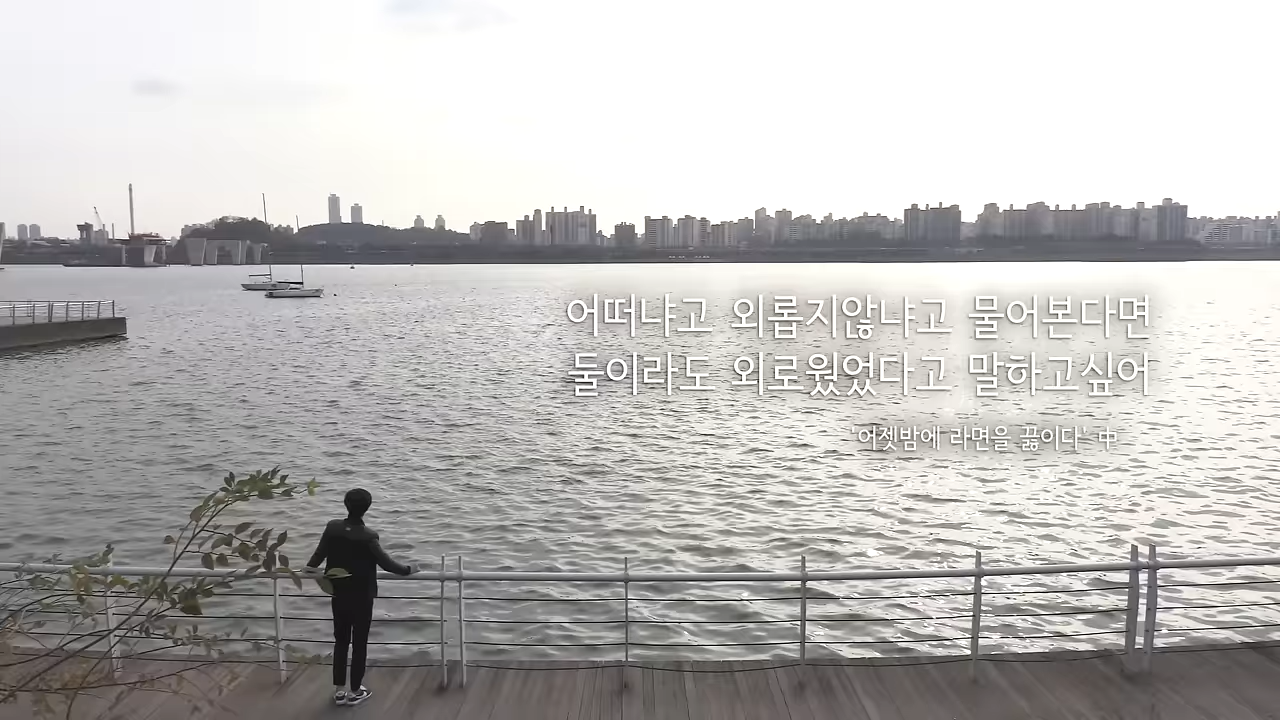 어떠냐고 외롭지않냐고 물어본다면
둘이라도 외로웠었다고 말하고싶어
'어젯밤에 라면을 끓이다' 中